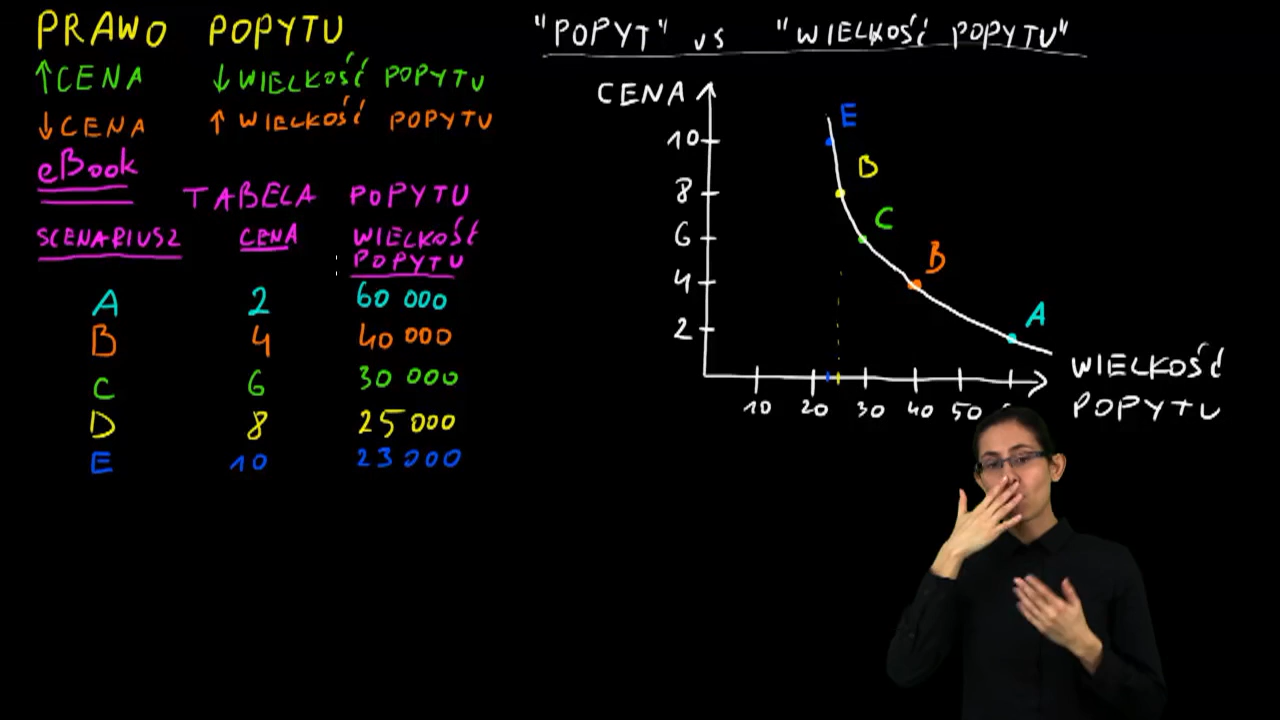 PRAWO POPYTU
↑CENA ↓WIELKOŚĆ POPYTU
↓CENA ↑ WIELKOŚĆ POPYTU
eBook
TABELA POPYTU
SCENARIUSZ CENA WIELKOŚĆ POPYTU
A 2 60 000
B 4 40 000
C 6 30 000
D 8 25 000
E 10 23 000
"POPYT" vs "WIELKOŚĆ POPYTU"
CENA
10
8
6
4
2
E
B
C
B
A
10 20 30 40 50
WIELKOŚĆ
POPYTU